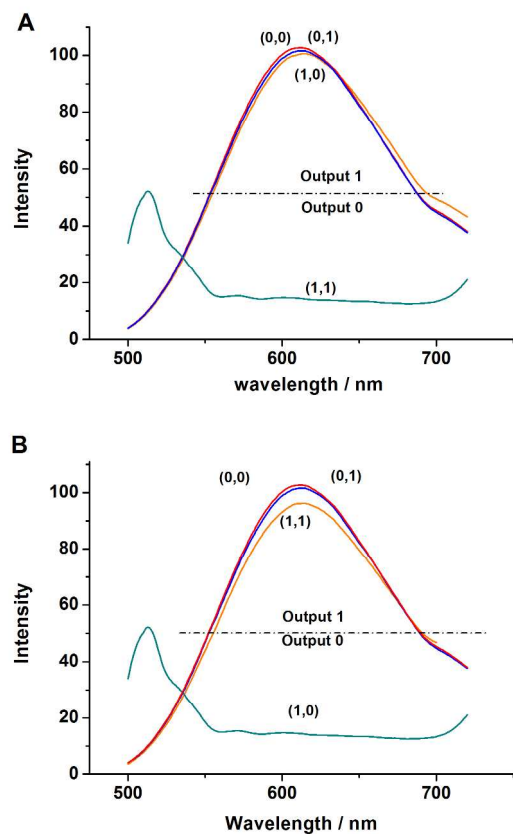 A
(0,0) (0,1)
100
(1,0)
80
60
Output 1
Output 0
40
20
(1,1)
0
Intensity
500 600 700
wavelength / nm
B
(0,0) (0,1)
100
(1,1)
80
60
Output 1
Output 0
40
20
(1,0)
0
Intensity
500 600 700
Wavelength / nm